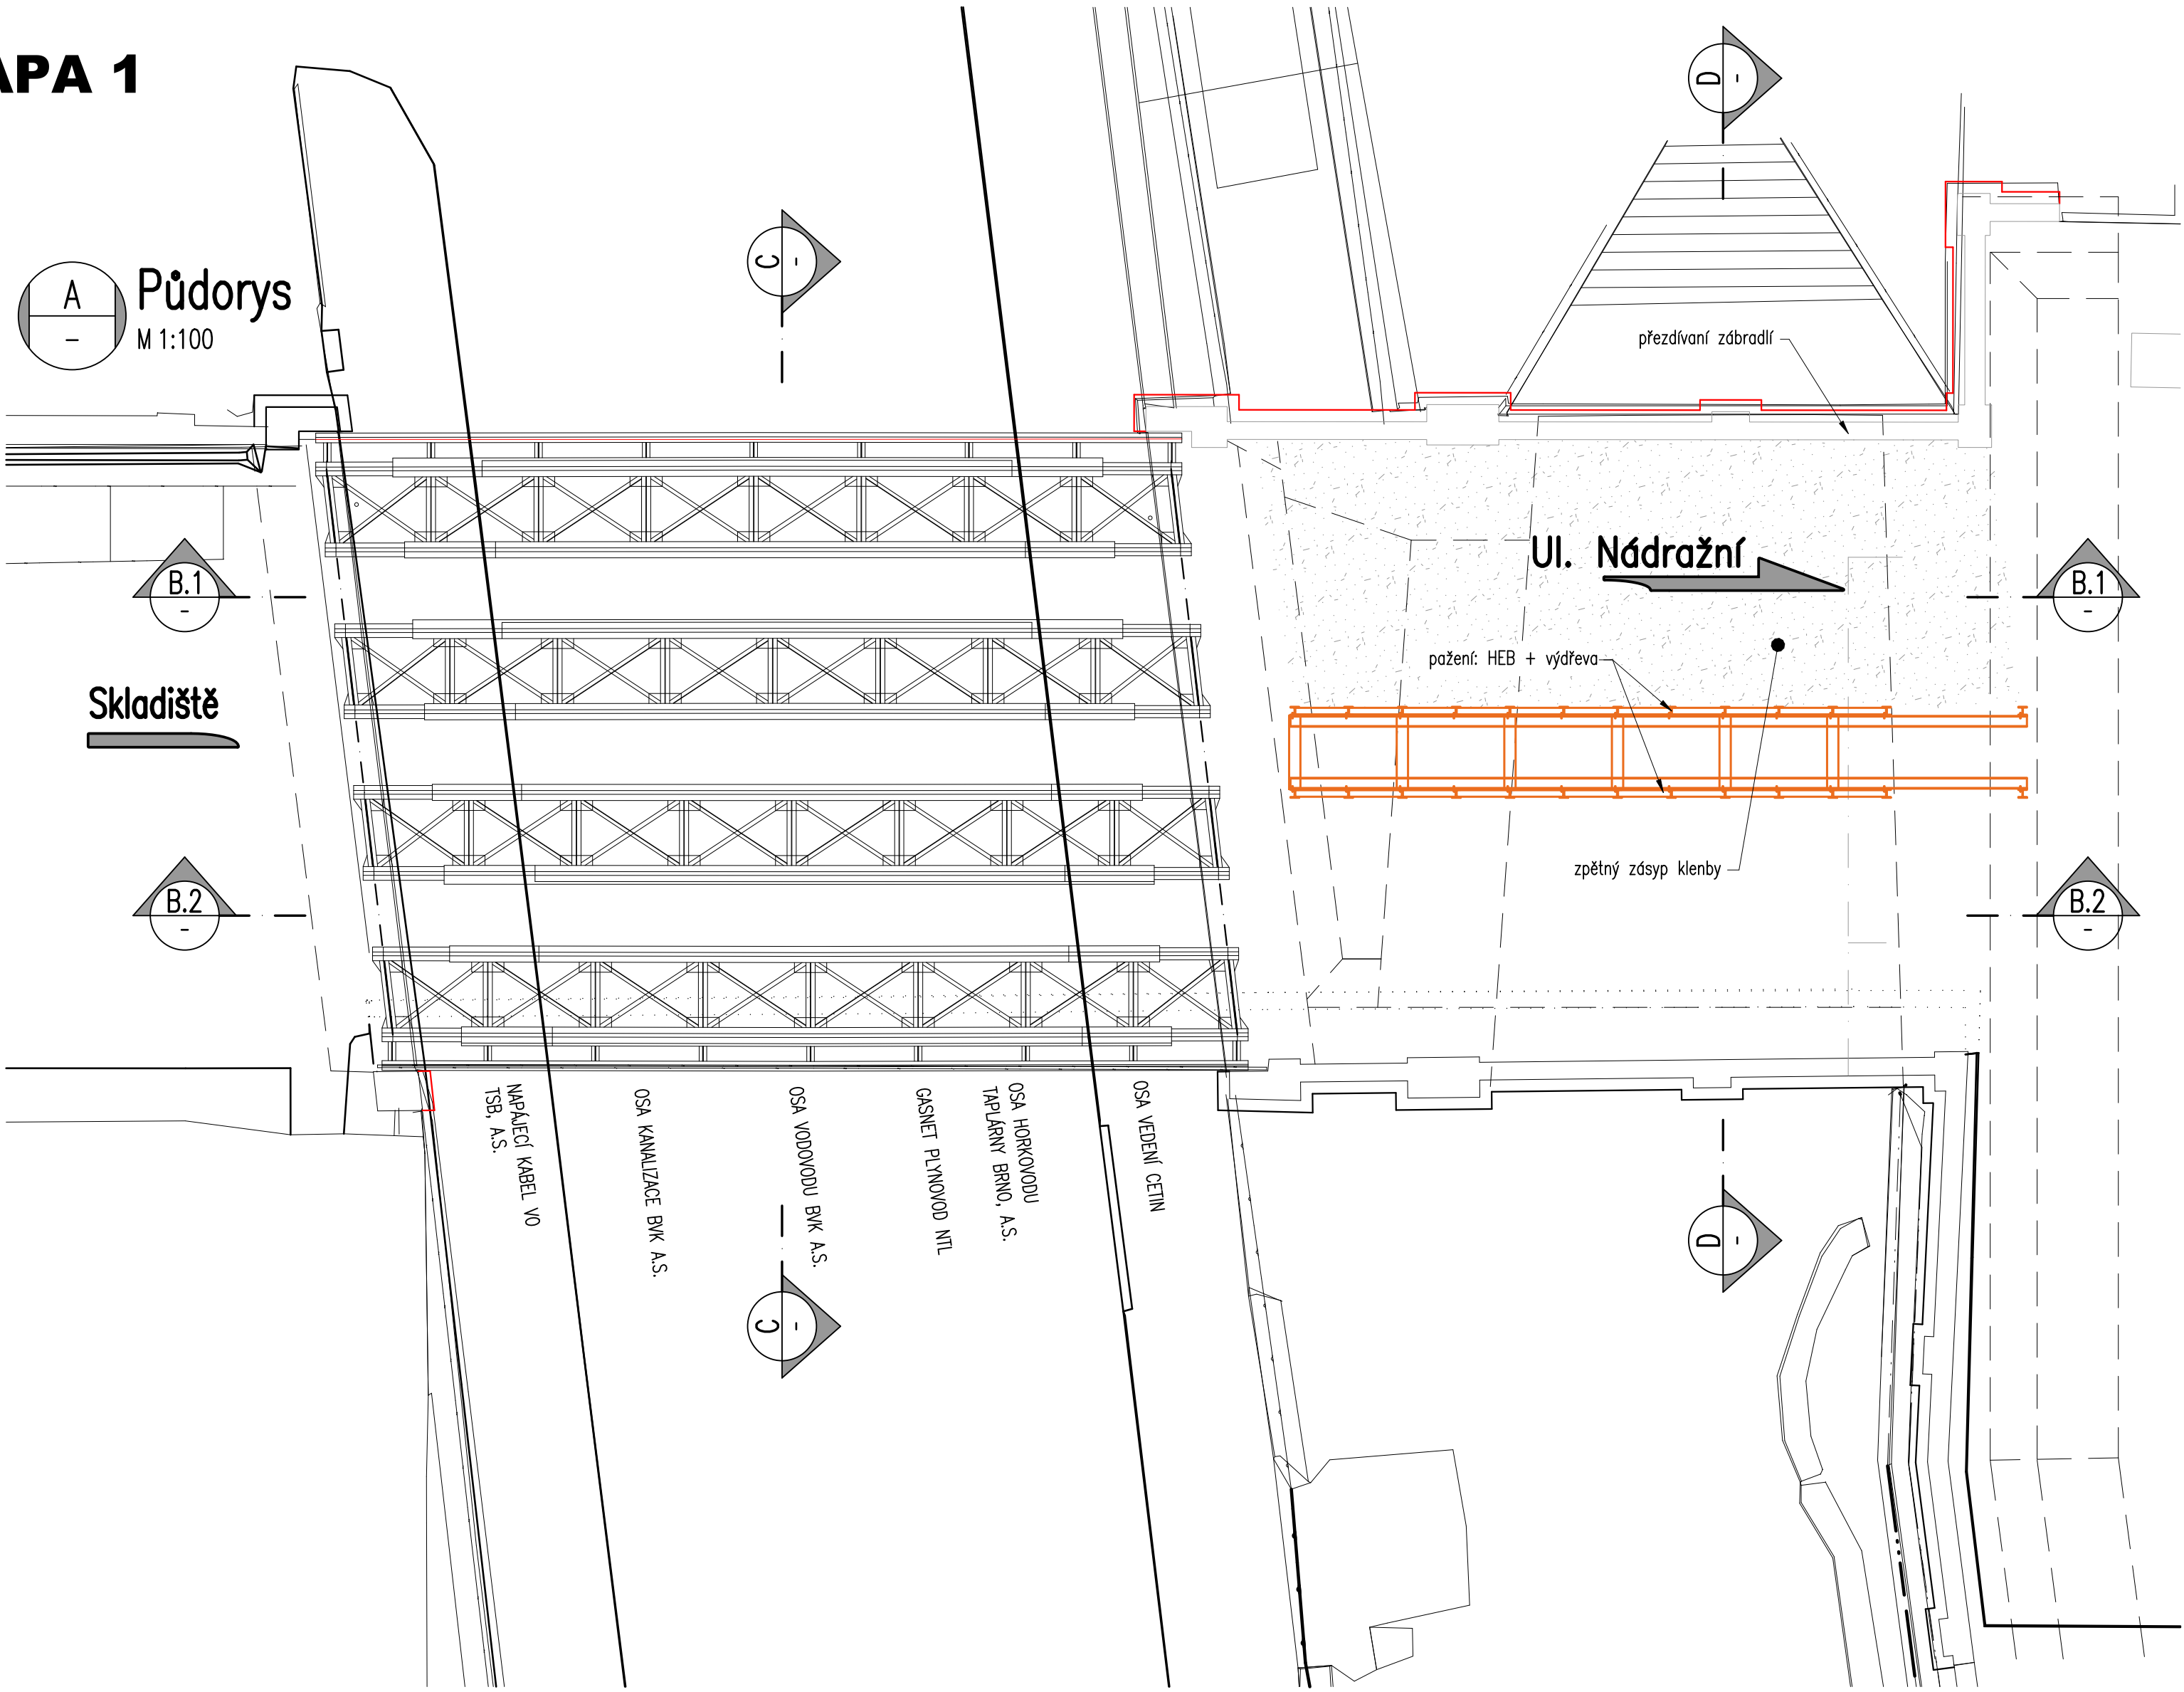 APA 1
A
-
Půdorys
M 1:100
C
-
D
-
přezdívaní zábradlí
B.1
-
Ul. Nádražní
B.1
-
pažení: HEB + výdřeva
Skladiště
zpětný zásyp klenby
B.2
-
B.2
-
NAPÁJECÍ KABEL VO
TSB, A.S.
OSA KANALIZACE BVK A.S.
OSA VODOVODU BVK A.S.
GASNET PLYNOVOD NTL
OSA HORKOVODU
TAPLÁRNY BRNO, A.S.
OSA VEDENÍ CETIN
D
-
C
-